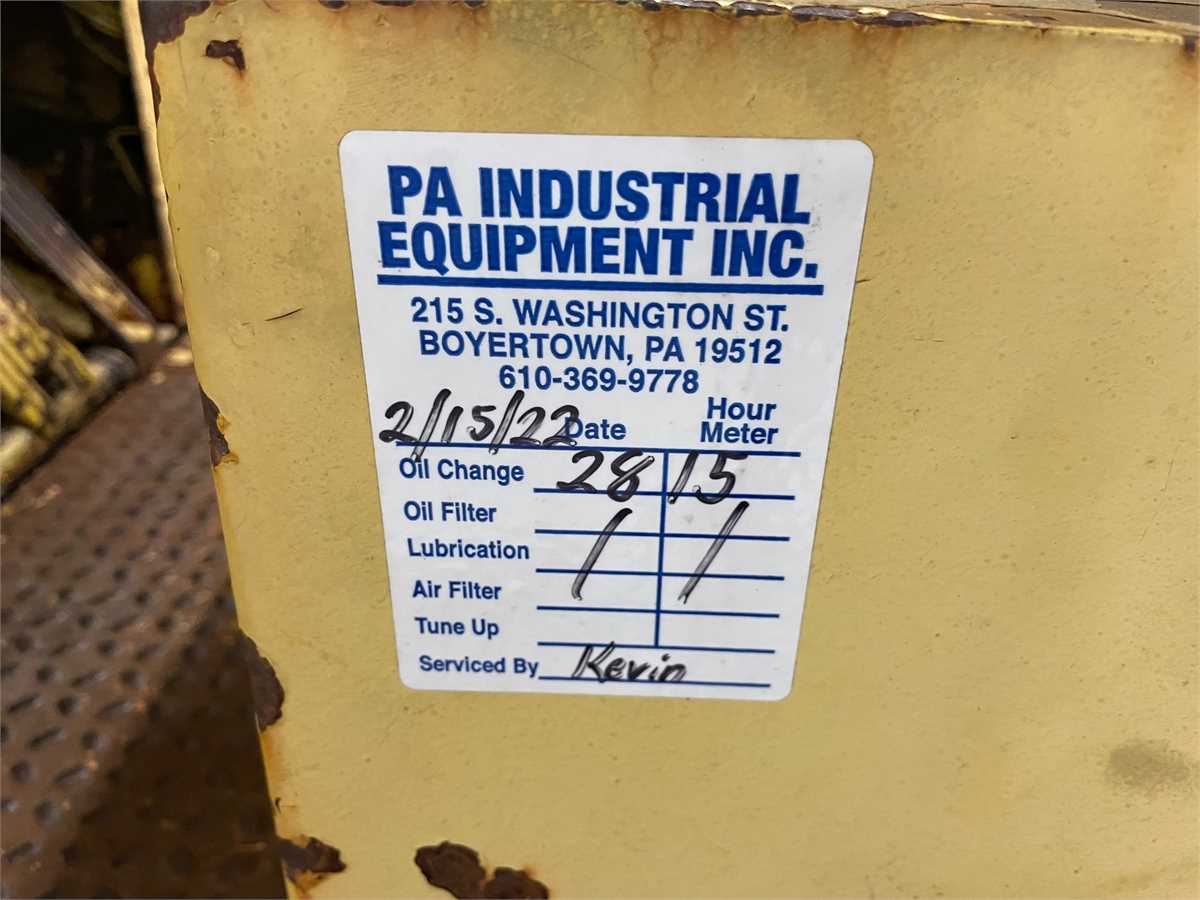 PA INDUSTRIAL
EQUIPMENT INC.
215 S. WASHINGTON ST.
BOYERTOWN, PA 19512
610-369-9778
Hour
2/15/22 Date Meter
Oil Change 28 15
Oil Filter / /
Lubrication
Air Filter
Tune Up
Serviced By Kevin